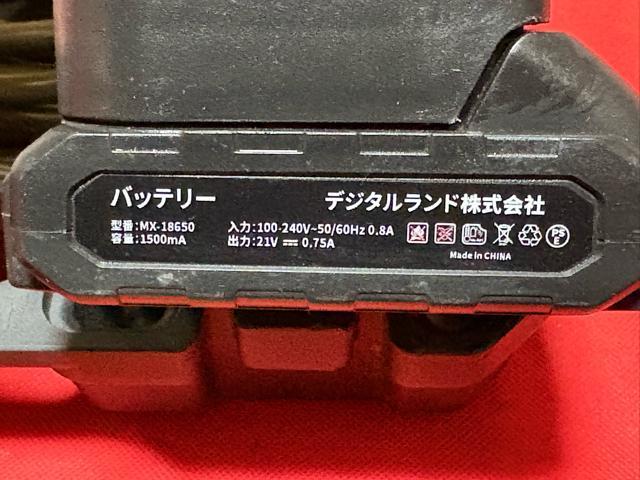 バッテリー
デジタルランド株式会社
型番:MX-18650
容量:1500mA
入力:100-240V~50/60Hz 0.8A
出力:21V ⎓ 0.75A
PS
E
Made in CHINA